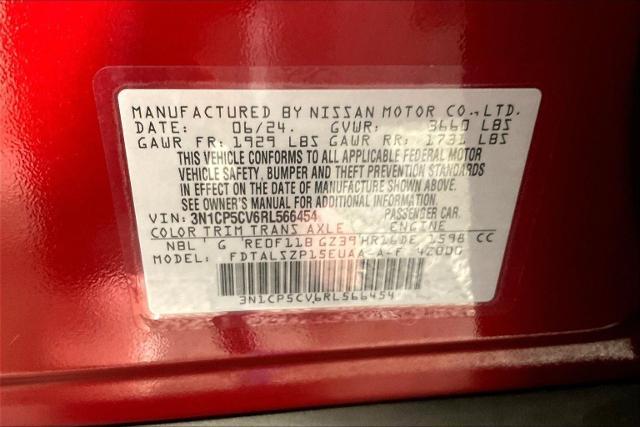 MANUFACTURED BY NISSAN MOTOR CO.,LTD.
DATE: 06/24. GVWR: 3660 LBS
GAWR FR: 1929 LBS GAWR RR: 1731 LBS
THIS VEHICLE CONFORMS TO ALL APPLICABLE FEDERAL MOTOR
VEHICLE SAFETY, BUMPER AND THEFT PREVENTION STANDARDS
IN EFFECT ON THE DATE OF MANUFACTURE SHOWN ABOVE.
SEE OWNER'S MANUAL FOR ADDITIONAL INFORMATION.
VIN: 3N1CP5CV6RL566454 PASSENGER CAR.
COLOR TRIM TRANS AXLE ENGINE
NBL G RE0F11B GZ39 HR16DE 1598 CC
MODEL: FDTALSZP15EUAA-A-F 42000
3N1CP5CV6RL566454